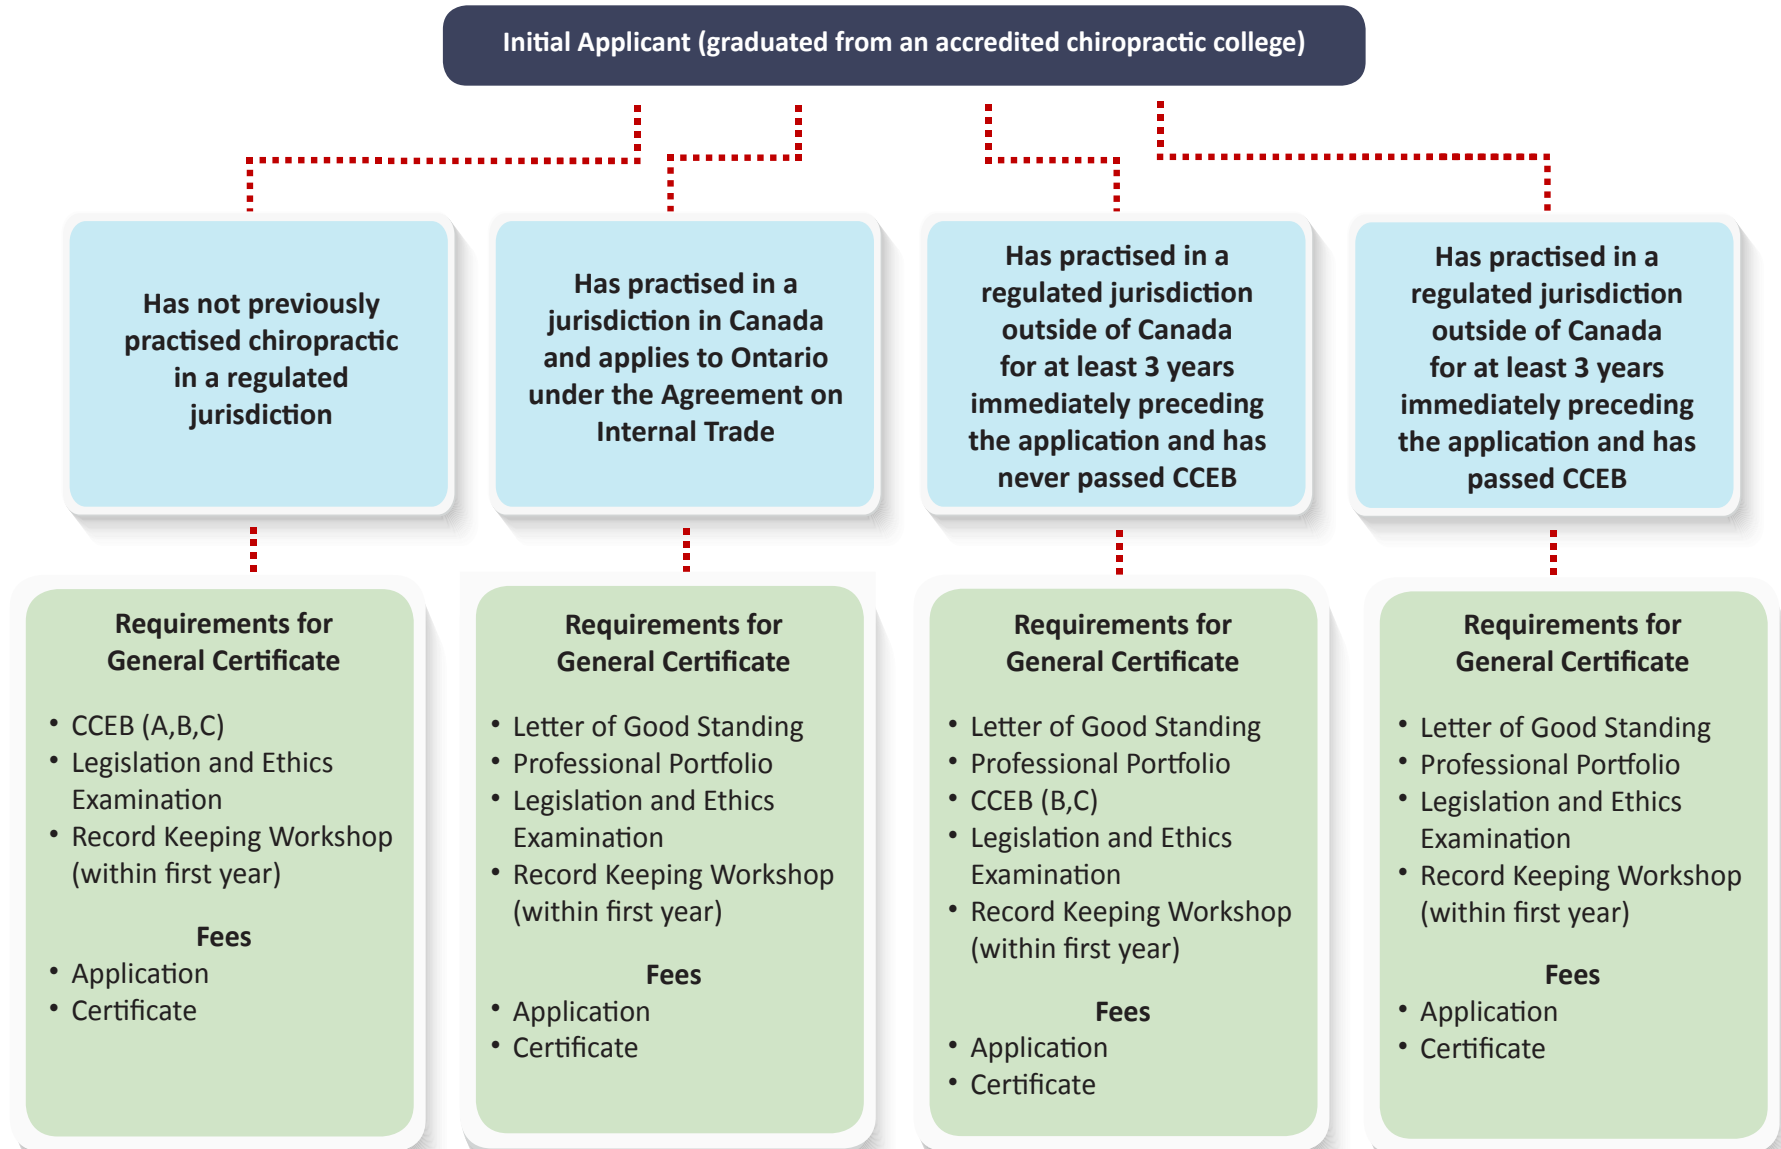 Initial Applicant (graduated from an accredited chiropractic college)
Has not previously
practised chiropractic
in a regulated
jurisdiction
Has practised in a
jurisdiction in Canada
and applies to Ontario
under the Agreement on
Internal Trade
Has practised in a
regulated jurisdiction
outside of Canada
for at least 3 years
immediately preceding
the application and has
never passed CCEB
Has practised in a
regulated jurisdiction
outside of Canada
for at least 3 years
immediately preceding
the application and has
passed CCEB
Requirements for
General Certificate
• CCEB (A,B,C)
• Legislation and Ethics
Examination
• Record Keeping Workshop
(within first year)
Fees
• Application
• Certificate
Requirements for
General Certificate
• Letter of Good Standing
• Professional Portfolio
• Legislation and Ethics
Examination
• Record Keeping Workshop
(within first year)
Fees
• Application
• Certificate
Requirements for
General Certificate
• Letter of Good Standing
• Professional Portfolio
• CCEB (B,C)
• Legislation and Ethics
Examination
• Record Keeping Workshop
(within first year)
Fees
• Application
• Certificate
Requirements for
General Certificate
• Letter of Good Standing
• Professional Portfolio
• Legislation and Ethics
Examination
• Record Keeping Workshop
(within first year)
Fees
• Application
• Certificate